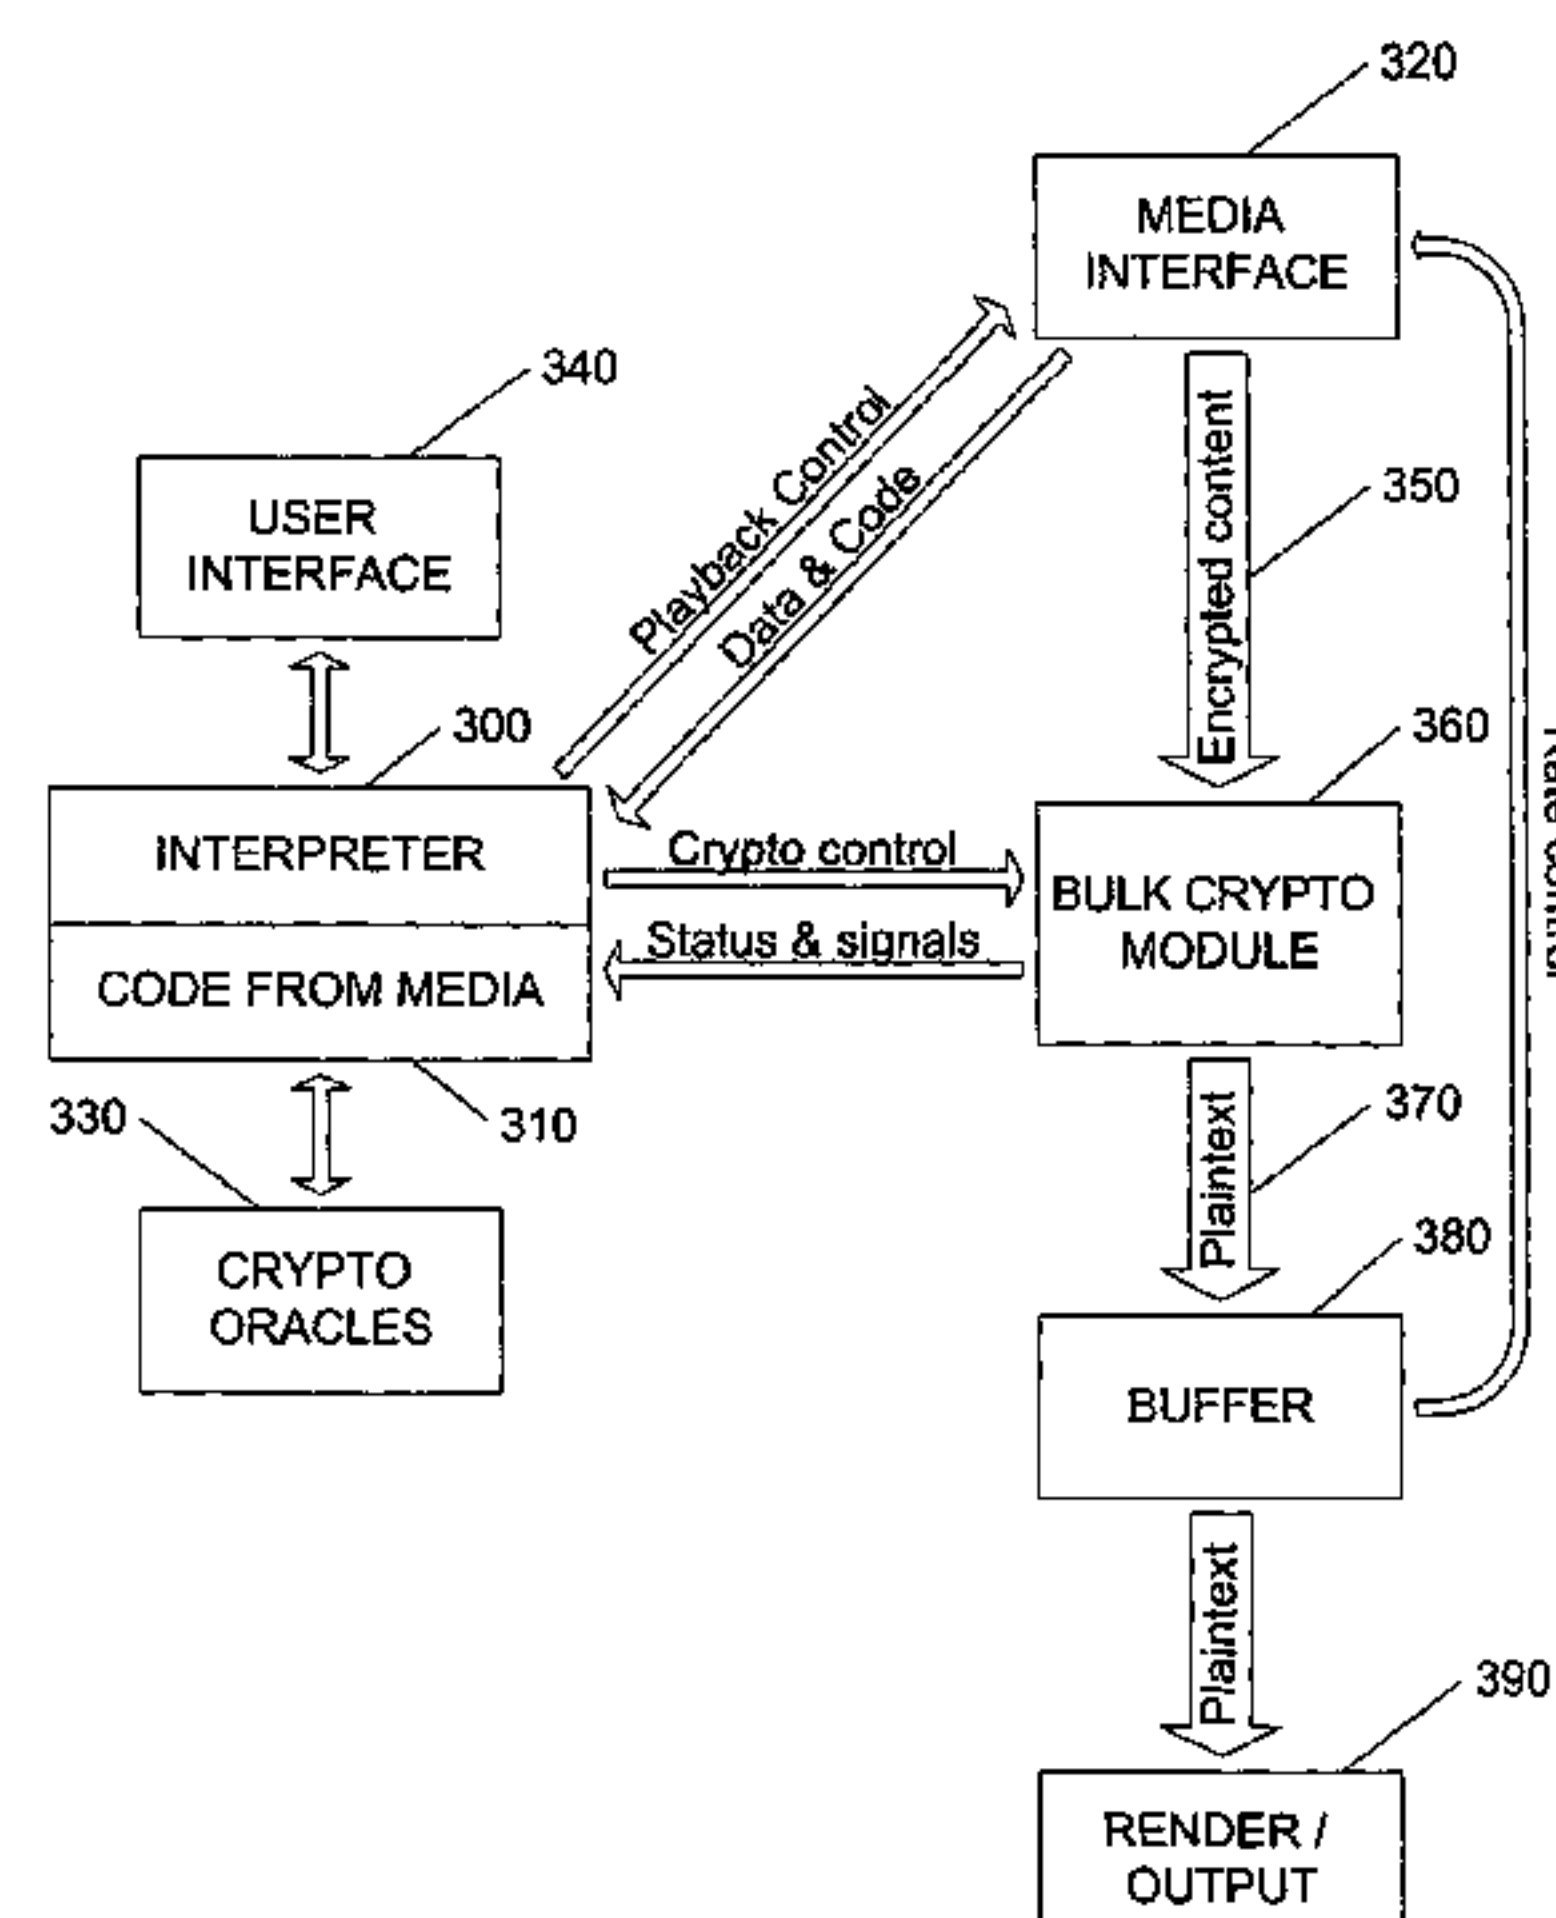 320
MEDIA
INTERFACE
340
USER
INTERFACE
Playback Control
Data & Code
Encrypted content
350
300
360
INTERPRETER
CODE FROM MEDIA
Crypto control
Status & signals
BULK CRYPTO
MODULE
310
330
CRYPTO
ORACLES
Plaintext
370
380
BUFFER
Plaintext
390
RENDER /
OUTPUT